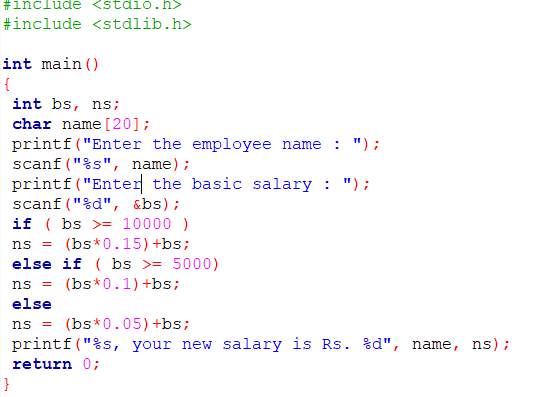 #include <stdio.h>
#include <stdlib.h>
int main()
{
int bs, ns;
char name[20];
printf("Enter the employee name : ");
scanf("%s", name);
printf("Enter the basic salary : ");
scanf("%d", &bs);
if ( bs >= 10000 )
ns = (bs*0.15)+bs;
else if ( bs >= 5000)
ns = (bs*0.1)+bs;
else
ns = (bs*0.05)+bs;
printf("%s, your new salary is Rs. %d", name, ns);
return 0;
}